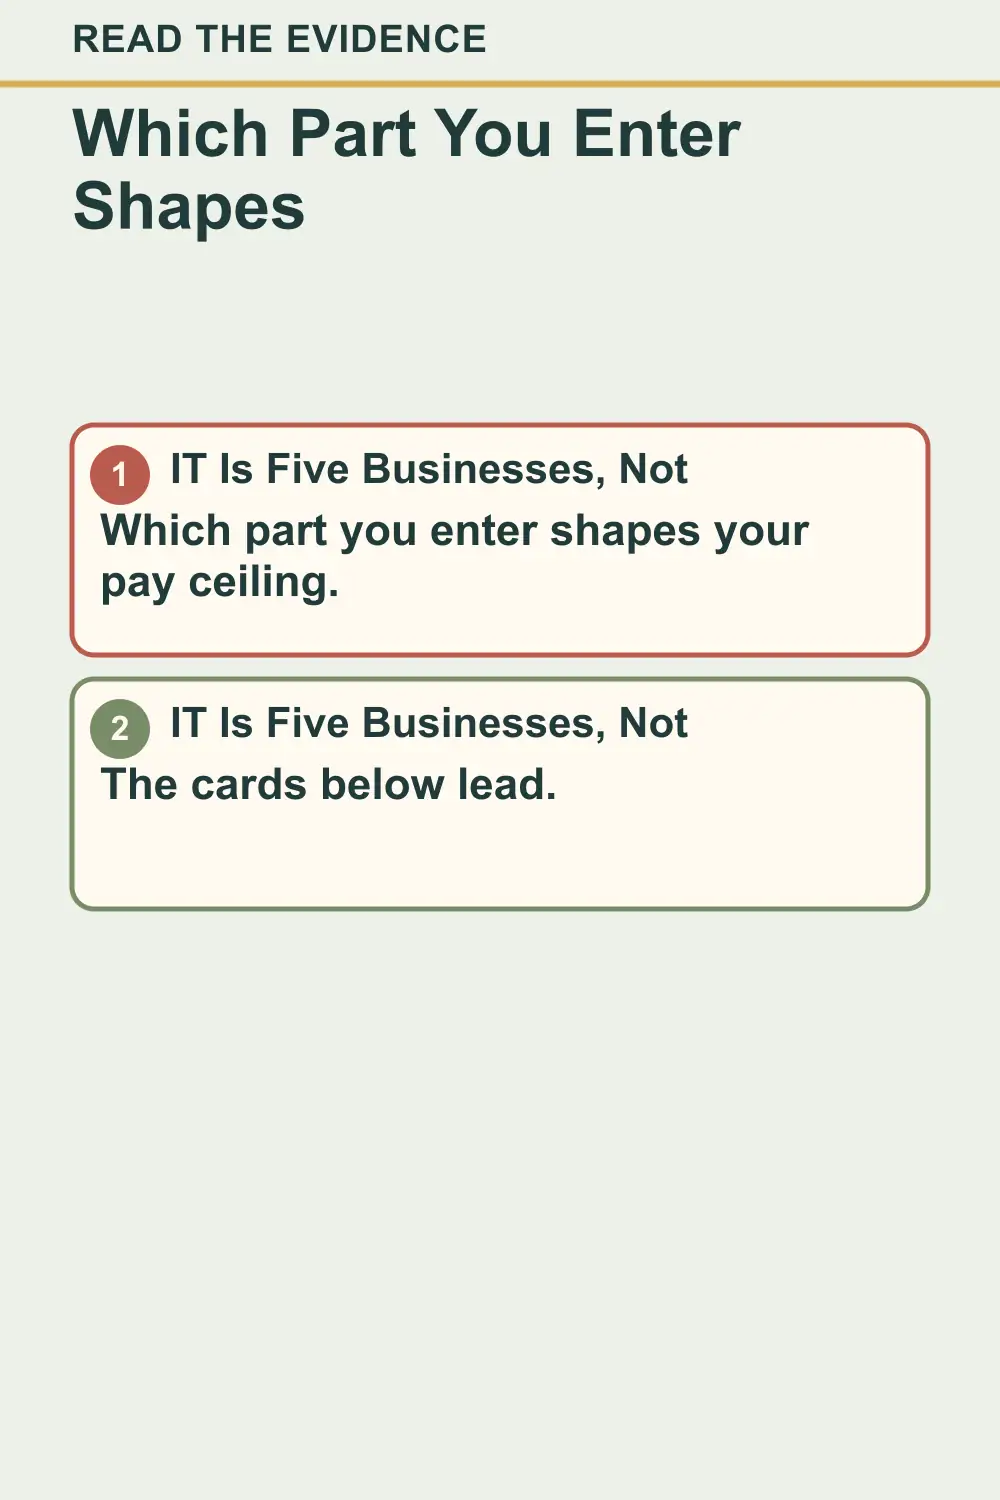 READ THE EVIDENCE
Which Part You Enter
Shapes
1 IT Is Five Businesses, Not
Which part you enter shapes your
pay ceiling.
2 IT Is Five Businesses, Not
The cards below lead.